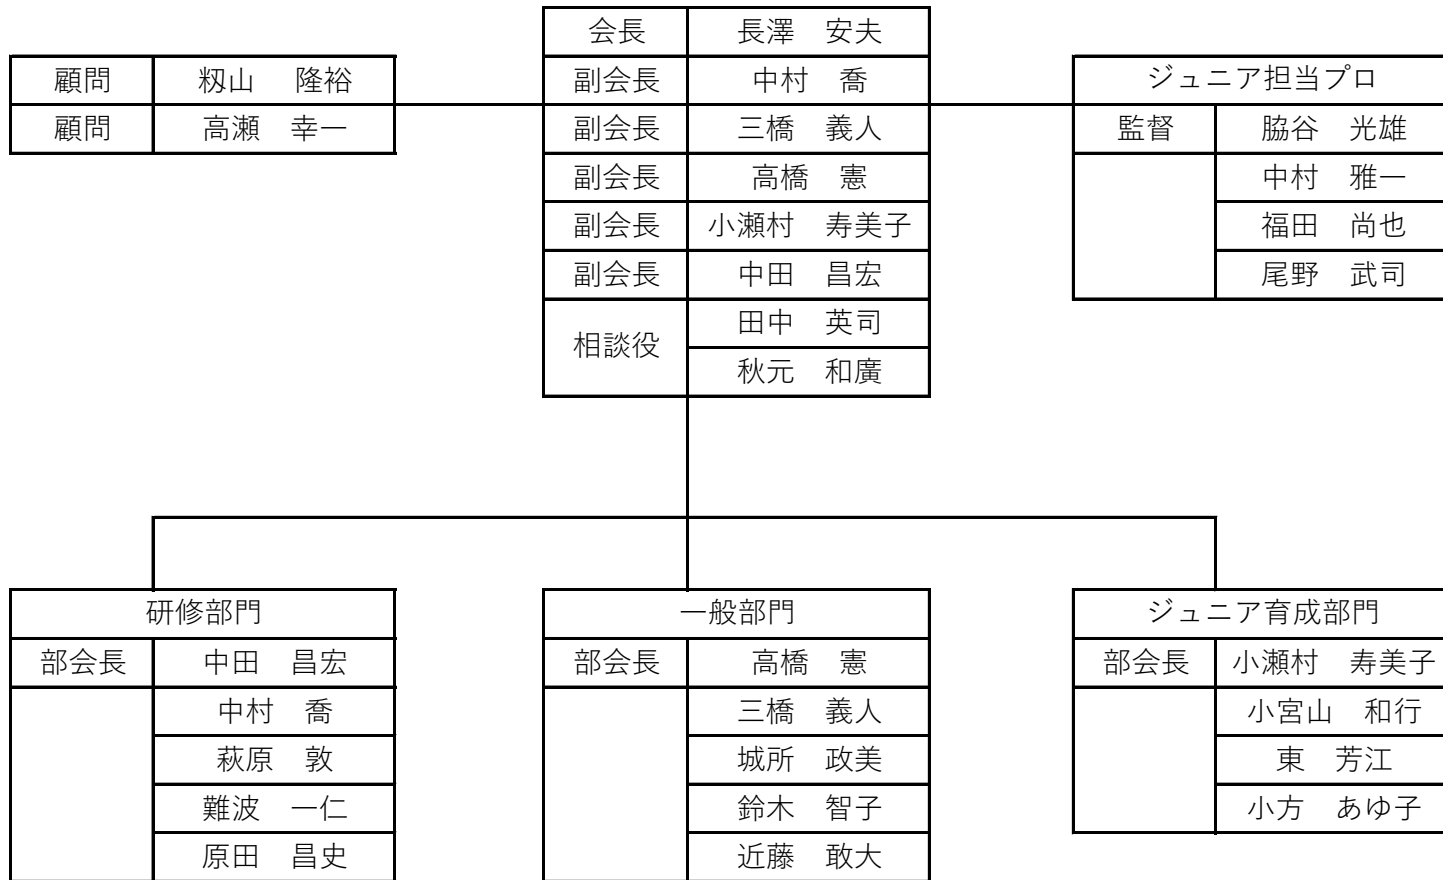 会長 長澤 安夫
副会長 中村 喬
副会長 三橋 義人
副会長 高橋 憲
副会長 小瀬村 寿美子
副会長 中田 昌宏
相談役 田中 英司
秋元 和廣
顧問 籾山 隆裕
顧問 高瀬 幸一
ジュニア担当プロ
監督 脇谷 光雄
中村 雅一
福田 尚也
尾野 武司
研修部門
部会長 中田 昌宏
中村 喬
萩原 敦
難波 一仁
原田 昌史
一般部門
部会長 高橋 憲
三橋 義人
城所 政美
鈴木 智子
近藤 敢大
ジュニア育成部門
部会長 小瀬村 寿美子
小宮山 和行
東 芳江
小方 あゆ子